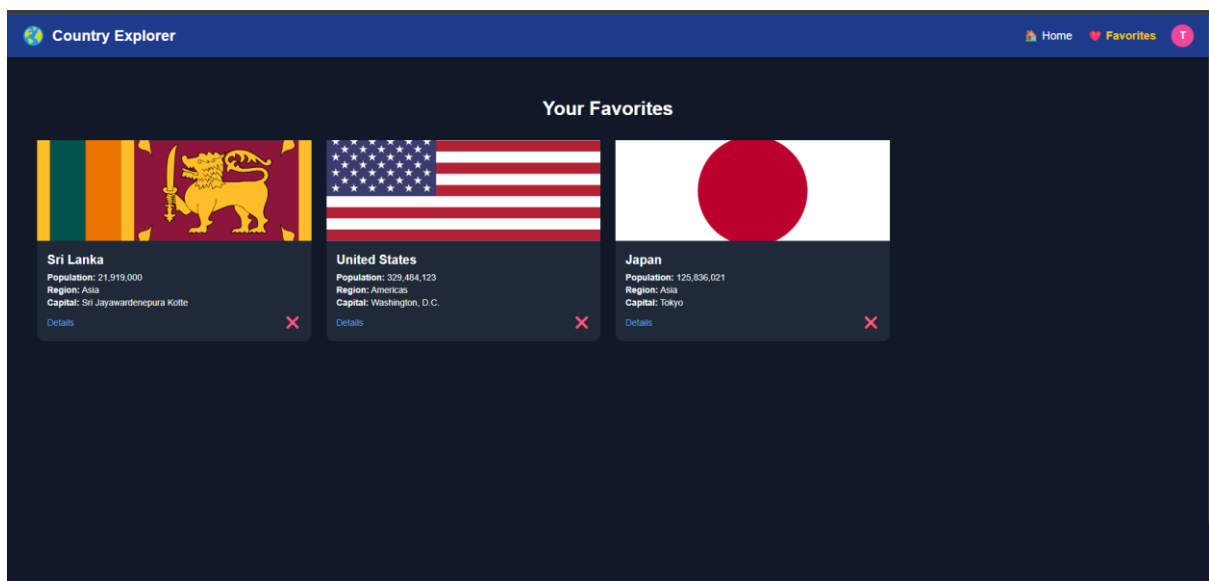 Country Explorer
Home
Favorites
T
Your Favorites
Sri Lanka
Population: 21,919,000
Region: Asia
Capital: Sri Jayawardenepura Kotte
Details
United States
Population: 329,484,123
Region: Americas
Capital: Washington, D.C.
Details
Japan
Population: 125,836,021
Region: Asia
Capital: Tokyo
Details